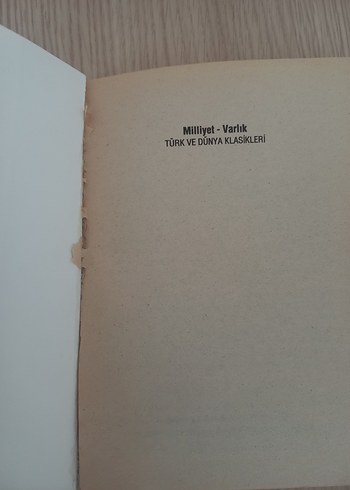 Milliyet - Varlık
TÜRK VE DÜNYA KLASİKLERİ